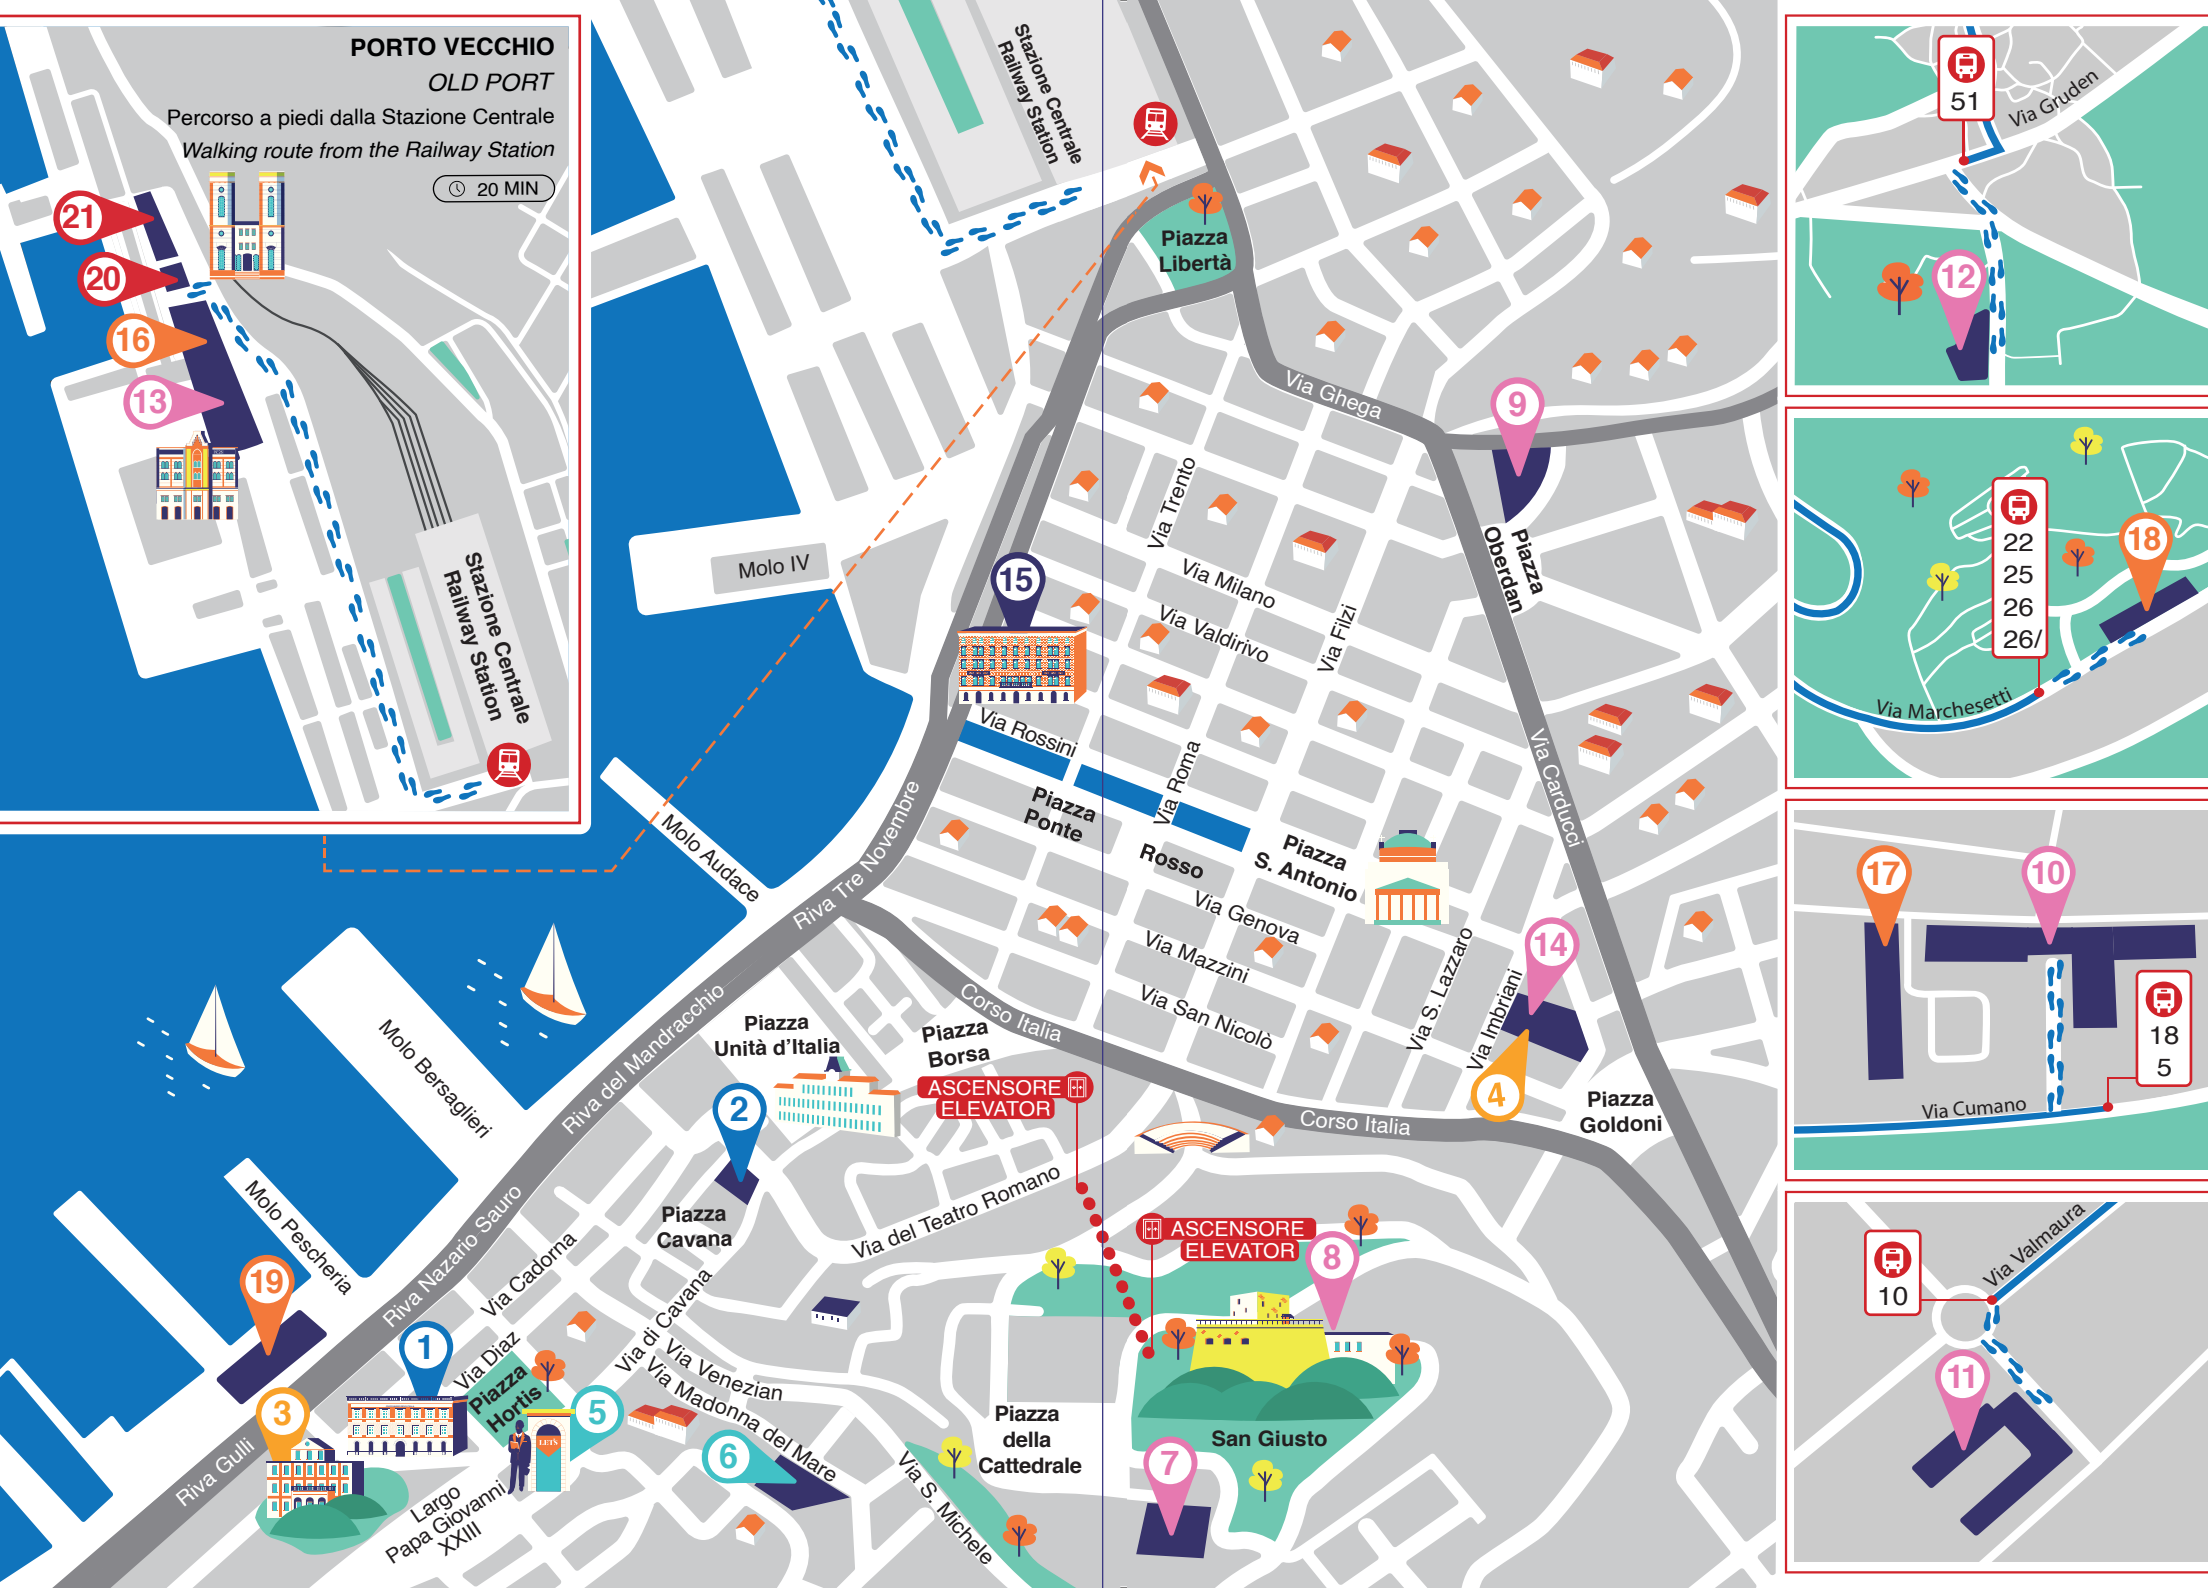 PORTO VECCHIO
OLD PORT
Percorso a piedi dalla Stazione Centrale
Walking route from the Railway Station
20 MIN
21
20
16
13
Stazione Centrale
Railway Station
Stazione Centrale
Railway Station
Piazza
Libertà
Via Ghega
9
Piazza
Oberdan
Via Trento
Via Milano
Via Valdirivo
Via Filzi
Molo IV
15
Via Rossini
Via Roma
Via Carducci
Piazza
Ponte
Rosso
Piazza
S. Antonio
Via Genova
Via Mazzini
Via San Nicolò
Via S. Lazzaro
Via Imbriani
14
4
Piazza
Goldoni
Molo Audace
Riva Tre Novembre
Corso Italia
Corso Italia
Molo Bersaglieri
Riva del Mandracchio
Piazza
Unità d'Italia
Piazza
Borsa
ASCENSORE
ELEVATOR
2
Piazza
Cavana
Via del Teatro Romano
ASCENSORE
ELEVATOR
8
Molo Pescheria
Riva Nazario Sauro
19
Via Cadorna
Via Diaz
1
Via di Cavana
Via Venezian
Via Madonna del Mare
Piazza
Hortis
LETS
5
3
6
Riva Gulli
Largo
Papa Giovanni
XXIII
Via S. Michele
Piazza
della
Cattedrale
San Giusto
7
51
Via Gruden
12
22
25
26
26/
18
Via Marchesetti
17
10
18
5
Via Cumano
10
Via Valmaura
11